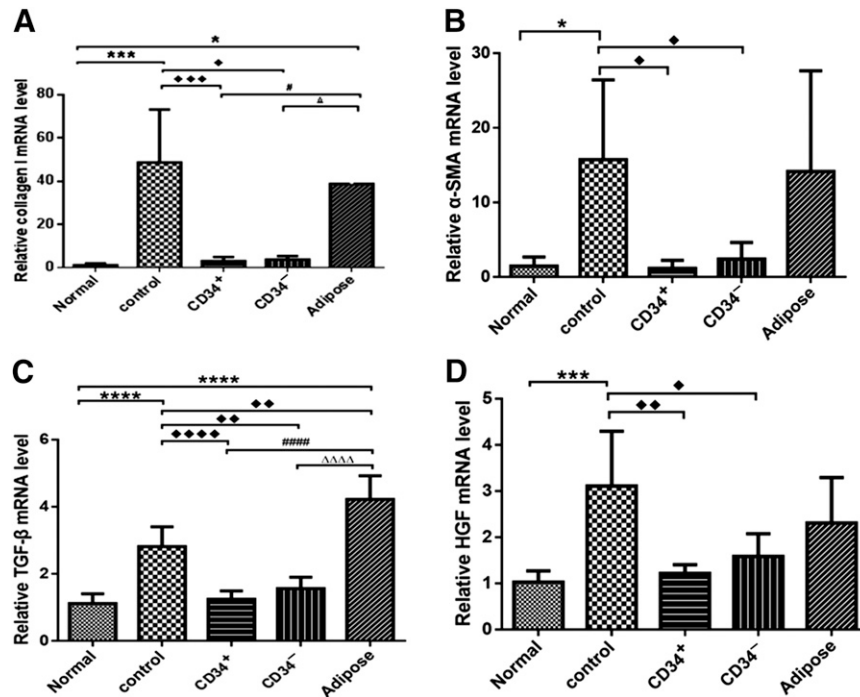 A
*
***
◆
◆◆◆
#
Δ
Relative collagen I mRNA level
80
60
40
20
0
Normal
control
CD34+
CD34−
Adipose
B
*
◆
◆
Relative α-SMA mRNA level
30
20
10
0
Normal
control
CD34+
CD34−
Adipose
C
****
****
◆◆
◆◆
◆◆◆◆
####
ΔΔΔΔ
Relative TGF-β mRNA level
6
4
2
0
Normal
control
CD34+
CD34−
Adipose
D
***
◆
◆◆
Relative HGF mRNA level
5
4
3
2
1
0
Normal
control
CD34+
CD34−
Adipose